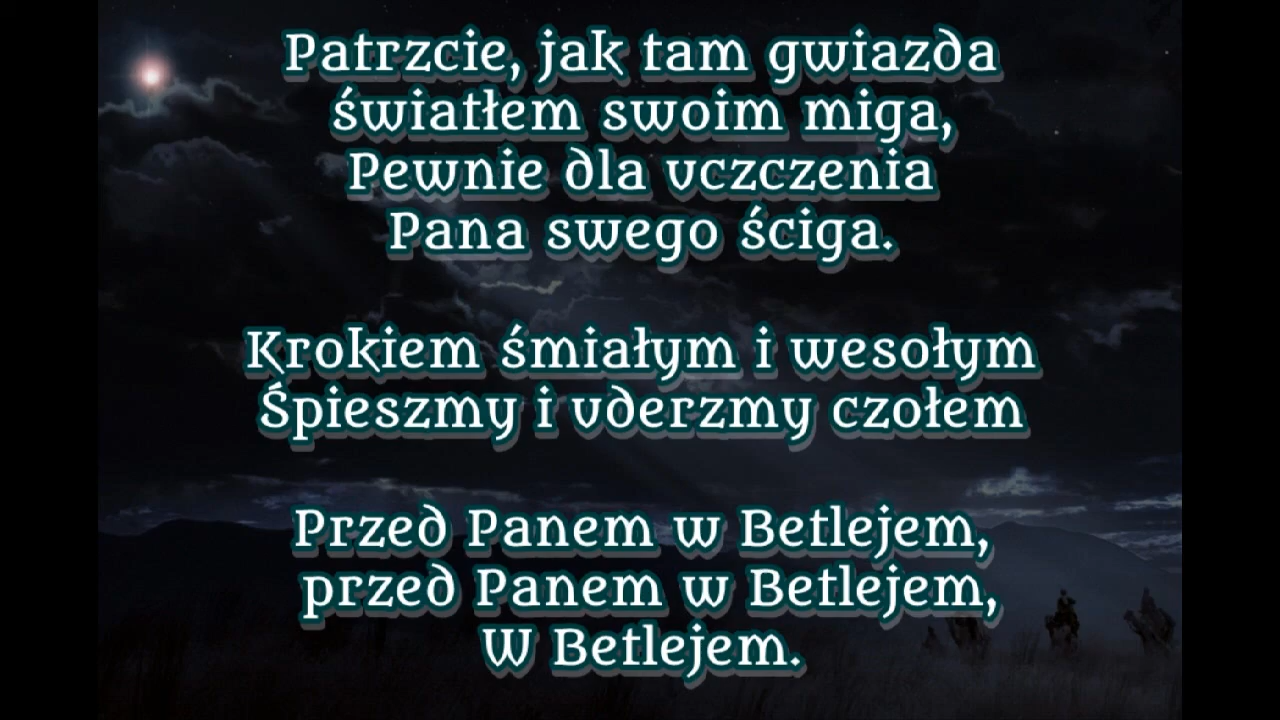 Patrzcie, jak tam gwiazda
światłem swoim miga,
Pewnie dla uczczenia
Pana swego ściga.
Krokiem śmiałym i wesołym
Śpieszmy i uderzmy czołem
Przed Panem w Betlejem,
przed Panem w Betlejem,
W Betlejem.